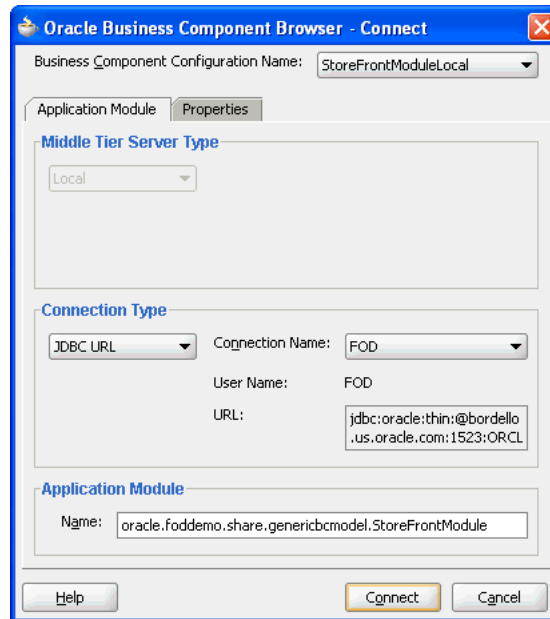 Oracle Business Component Browser - Connect
Business Component Configuration Name: StoreFrontModuleLocal
Application Module Properties
Middle Tier Server Type
Local
Connection Type
JDBC URL Connection Name: FOD
User Name: FOD
URL: jdbc:oracle:thin:@bordello
.us.oracle.com:1523:ORCL
Application Module
Name: oracle.foddemo.share.genericbcmodel.StoreFrontModule
Help Connect Cancel